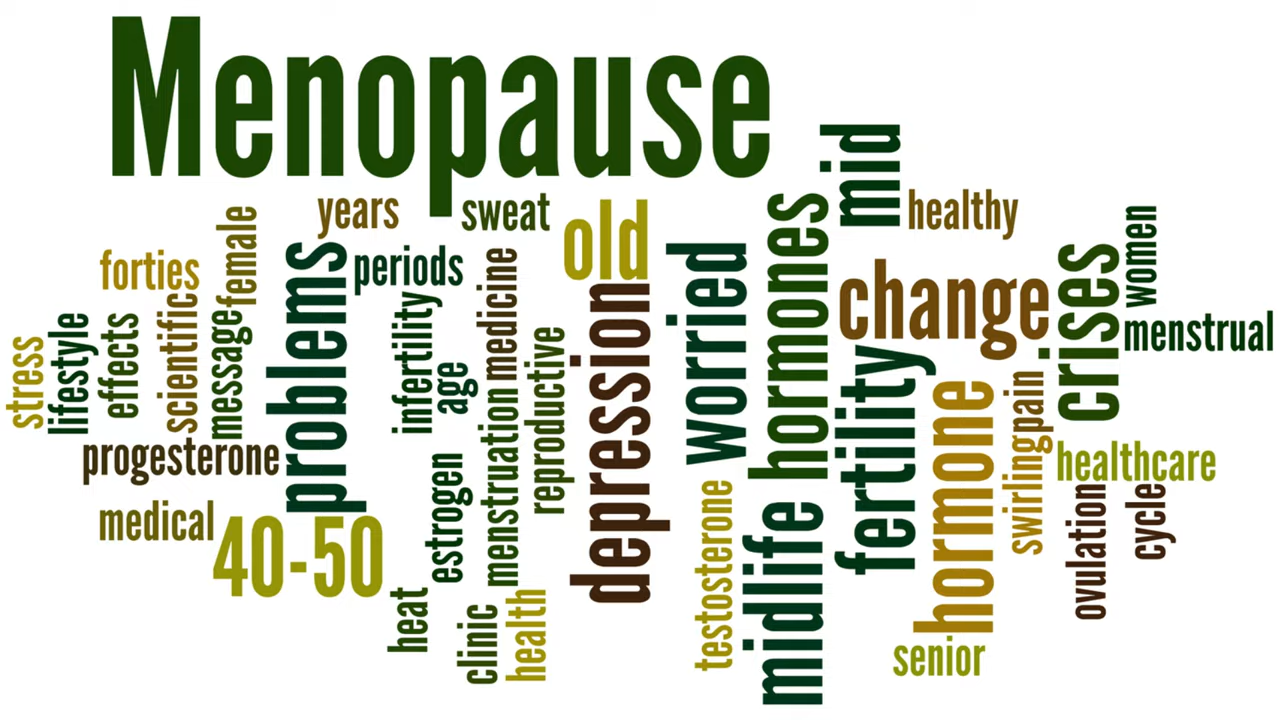 Menopause
mid
years
sweat
old
healthy
women
female
forties
problems
periods
medicine
worried
hormones
change
crises
menstrual
stress
lifestyle
effects
scientific
message
infertility
age
reproductive
depression
fertility
hormone
pain
progesterone
menstruation
swirling
healthcare
medical
40-50
estrogen
testosterone
midlife
ovulation
cycle
heat
clinic
health
senior